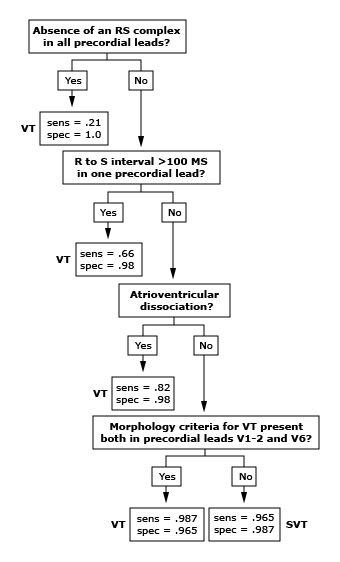 Absence of an RS complex
in all precordial leads?
Yes
No
VT
sens = .21
spec = 1.0
R to S interval >100 MS
in one precordial lead?
Yes
No
VT
sens = .66
spec = .98
Atrioventricular
dissociation?
Yes
No
VT
sens = .82
spec = .98
Morphology criteria for VT present
both in precordial leads V1-2 and V6?
Yes
No
VT
sens = .987
spec = .965
sens = .965
spec = .987
SVT